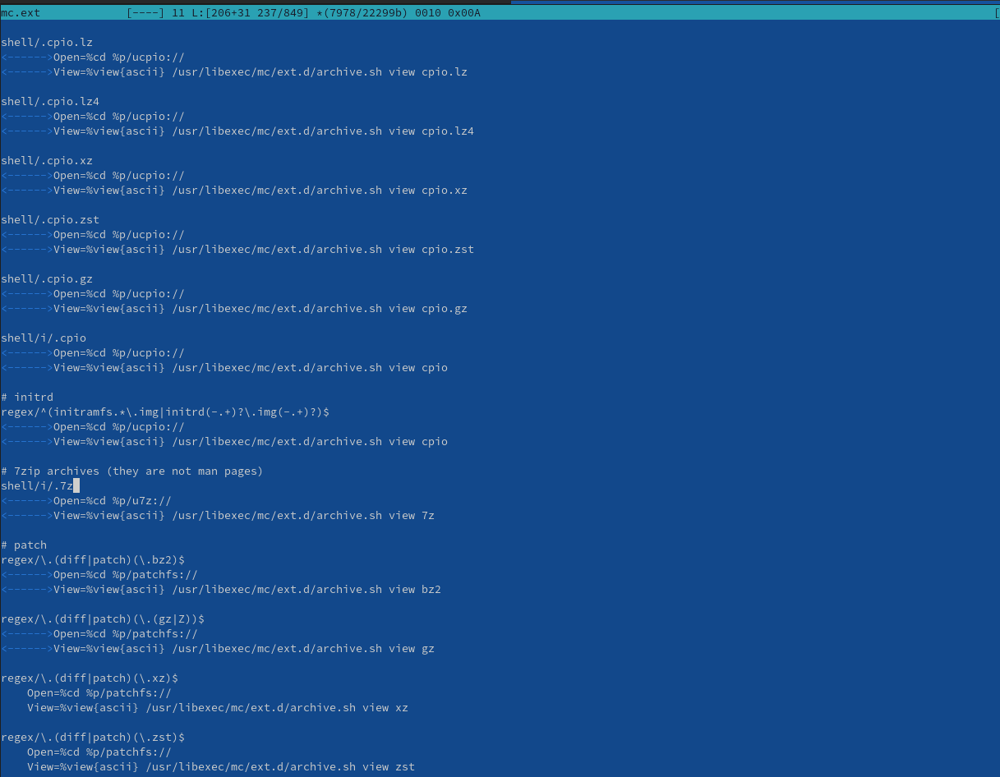 mc.ext [----] 11 L:[206+31 237/849] *(7978/22299b) 0010 0x00A [
shell/.cpio.lz
<------>Open=%cd %p/ucpio://
<------>View=%view{ascii} /usr/libexec/mc/ext.d/archive.sh view cpio.lz
shell/.cpio.lz4
<------>Open=%cd %p/ucpio://
<------>View=%view{ascii} /usr/libexec/mc/ext.d/archive.sh view cpio.lz4
shell/.cpio.xz
<------>Open=%cd %p/ucpio://
<------>View=%view{ascii} /usr/libexec/mc/ext.d/archive.sh view cpio.xz
shell/.cpio.zst
<------>Open=%cd %p/ucpio://
<------>View=%view{ascii} /usr/libexec/mc/ext.d/archive.sh view cpio.zst
shell/.cpio.gz
<------>Open=%cd %p/ucpio://
<------>View=%view{ascii} /usr/libexec/mc/ext.d/archive.sh view cpio.gz
shell/i/.cpio
<------>Open=%cd %p/ucpio://
<------>View=%view{ascii} /usr/libexec/mc/ext.d/archive.sh view cpio
# initrd
regex/^(initramfs.*\.img|initrd(-.+)?\.img(-.+)?)$
<------>Open=%cd %p/ucpio://
<------>View=%view{ascii} /usr/libexec/mc/ext.d/archive.sh view cpio
# 7zip archives (they are not man pages)
shell/i/.7z
<------>Open=%cd %p/u7z://
<------>View=%view{ascii} /usr/libexec/mc/ext.d/archive.sh view 7z
# patch
regex/\.(diff|patch)(\.bz2)$
<------>Open=%cd %p/patchfs://
<------>View=%view{ascii} /usr/libexec/mc/ext.d/archive.sh view bz2
regex/\.(diff|patch)(\.(gz|Z))$
<------>Open=%cd %p/patchfs://
<------>View=%view{ascii} /usr/libexec/mc/ext.d/archive.sh view gz
regex/\.(diff|patch)(\.xz)$
    Open=%cd %p/patchfs://
    View=%view{ascii} /usr/libexec/mc/ext.d/archive.sh view xz
regex/\.(diff|patch)(\.zst)$
    Open=%cd %p/patchfs://
    View=%view{ascii} /usr/libexec/mc/ext.d/archive.sh view zst